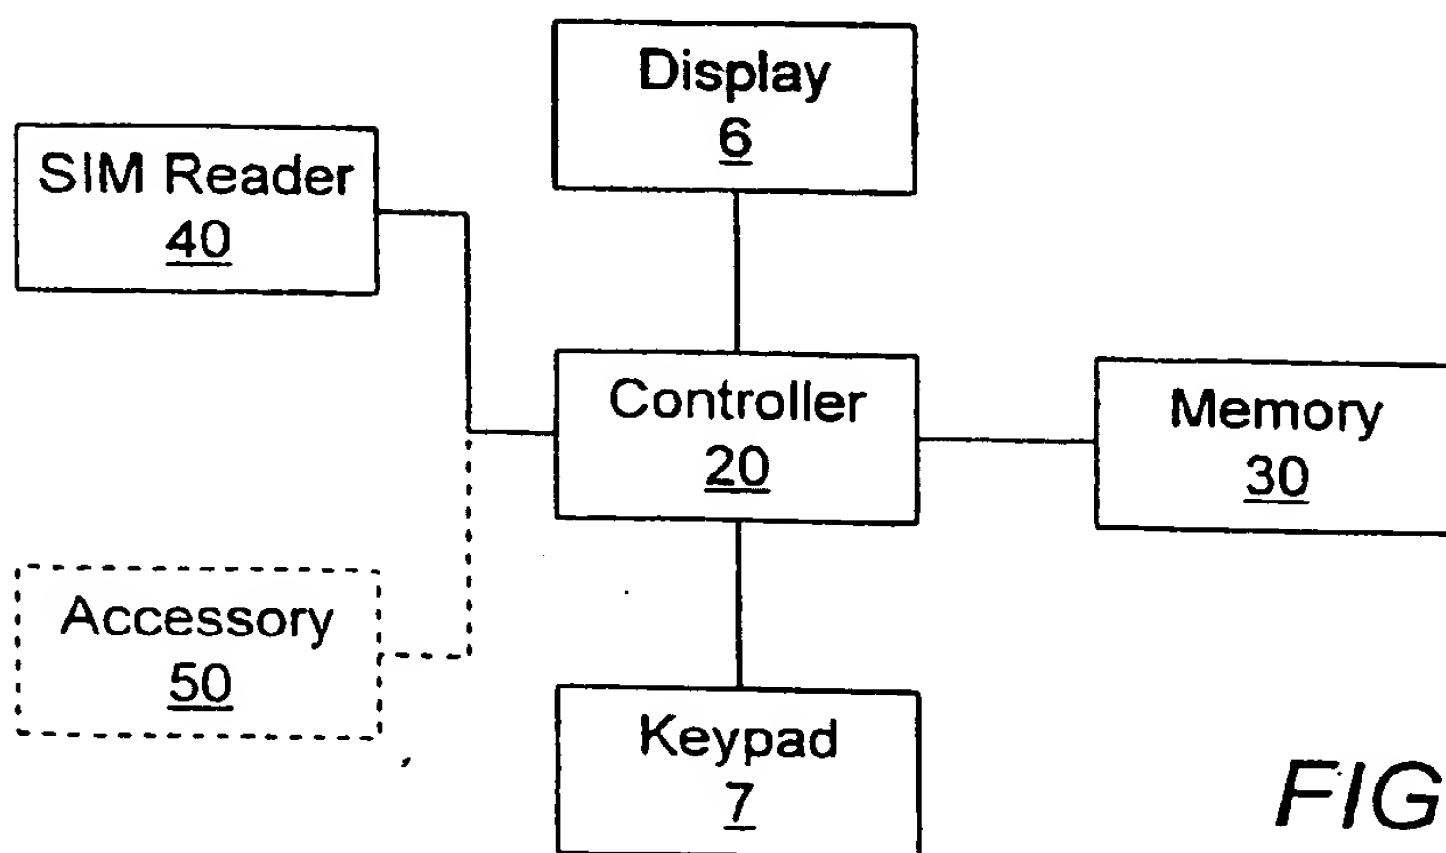 Display
6
SIM Reader
40
Controller
20
Memory
30
Accessory
50
Keypad
7
FIG